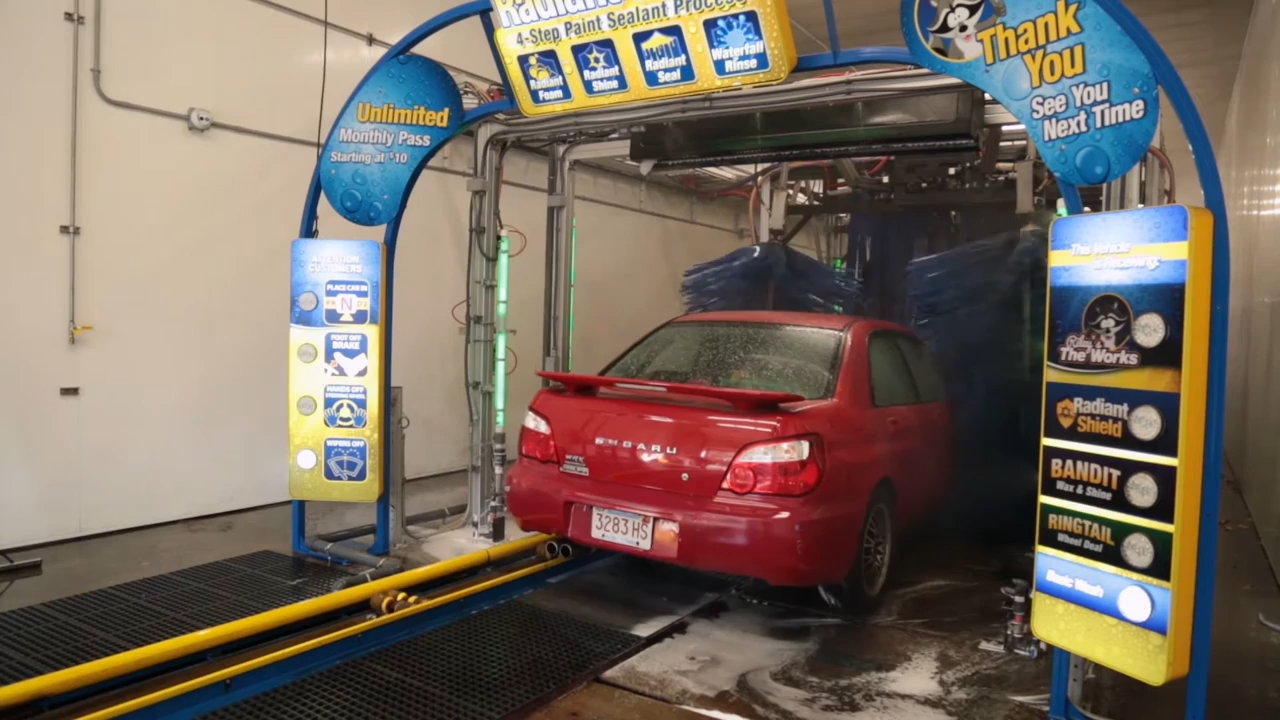 Radiant
4-Step Paint Sealant Process
Radiant
Foam
Radiant
Shine
Radiant
Seal
Waterfall
Rinse
Unlimited
Monthly Pass
Starting at $10
Thank
You
See You
Next Time
ATTENTION
CUSTOMERS
PLACE CAR IN
N
FOOT OFF
BRAKE
HANDS OFF
STEERING WHEEL
WIPERS OFF
This Vehicle
is Receiving:
Riley's
The Works
Radiant
Shield
BANDIT
Wax & Shine
RINGTAIL
Wheel Deal
Basic Wash
SUBARU
3283 HS